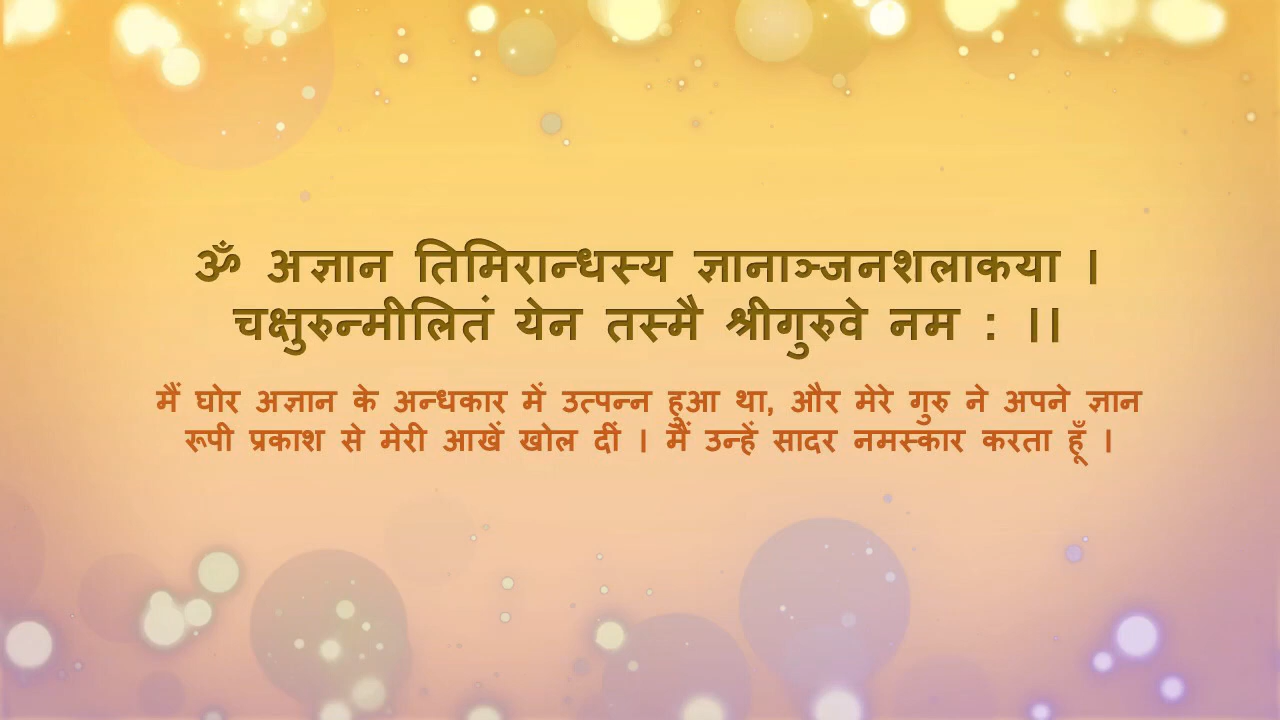 ॐ अज्ञान तिमिरान्धस्य ज्ञानाञ्जनशलाकया ।
चक्षुरुन्मीलितं येन तस्मै श्रीगुरुवे नम : ।।
मैं घोर अज्ञान के अन्धकार में उत्पन्न हुआ था, और मेरे गुरु ने अपने ज्ञान
रूपी प्रकाश से मेरी आखें खोल दीं । मैं उन्हें सादर नमस्कार करता हूँ ।